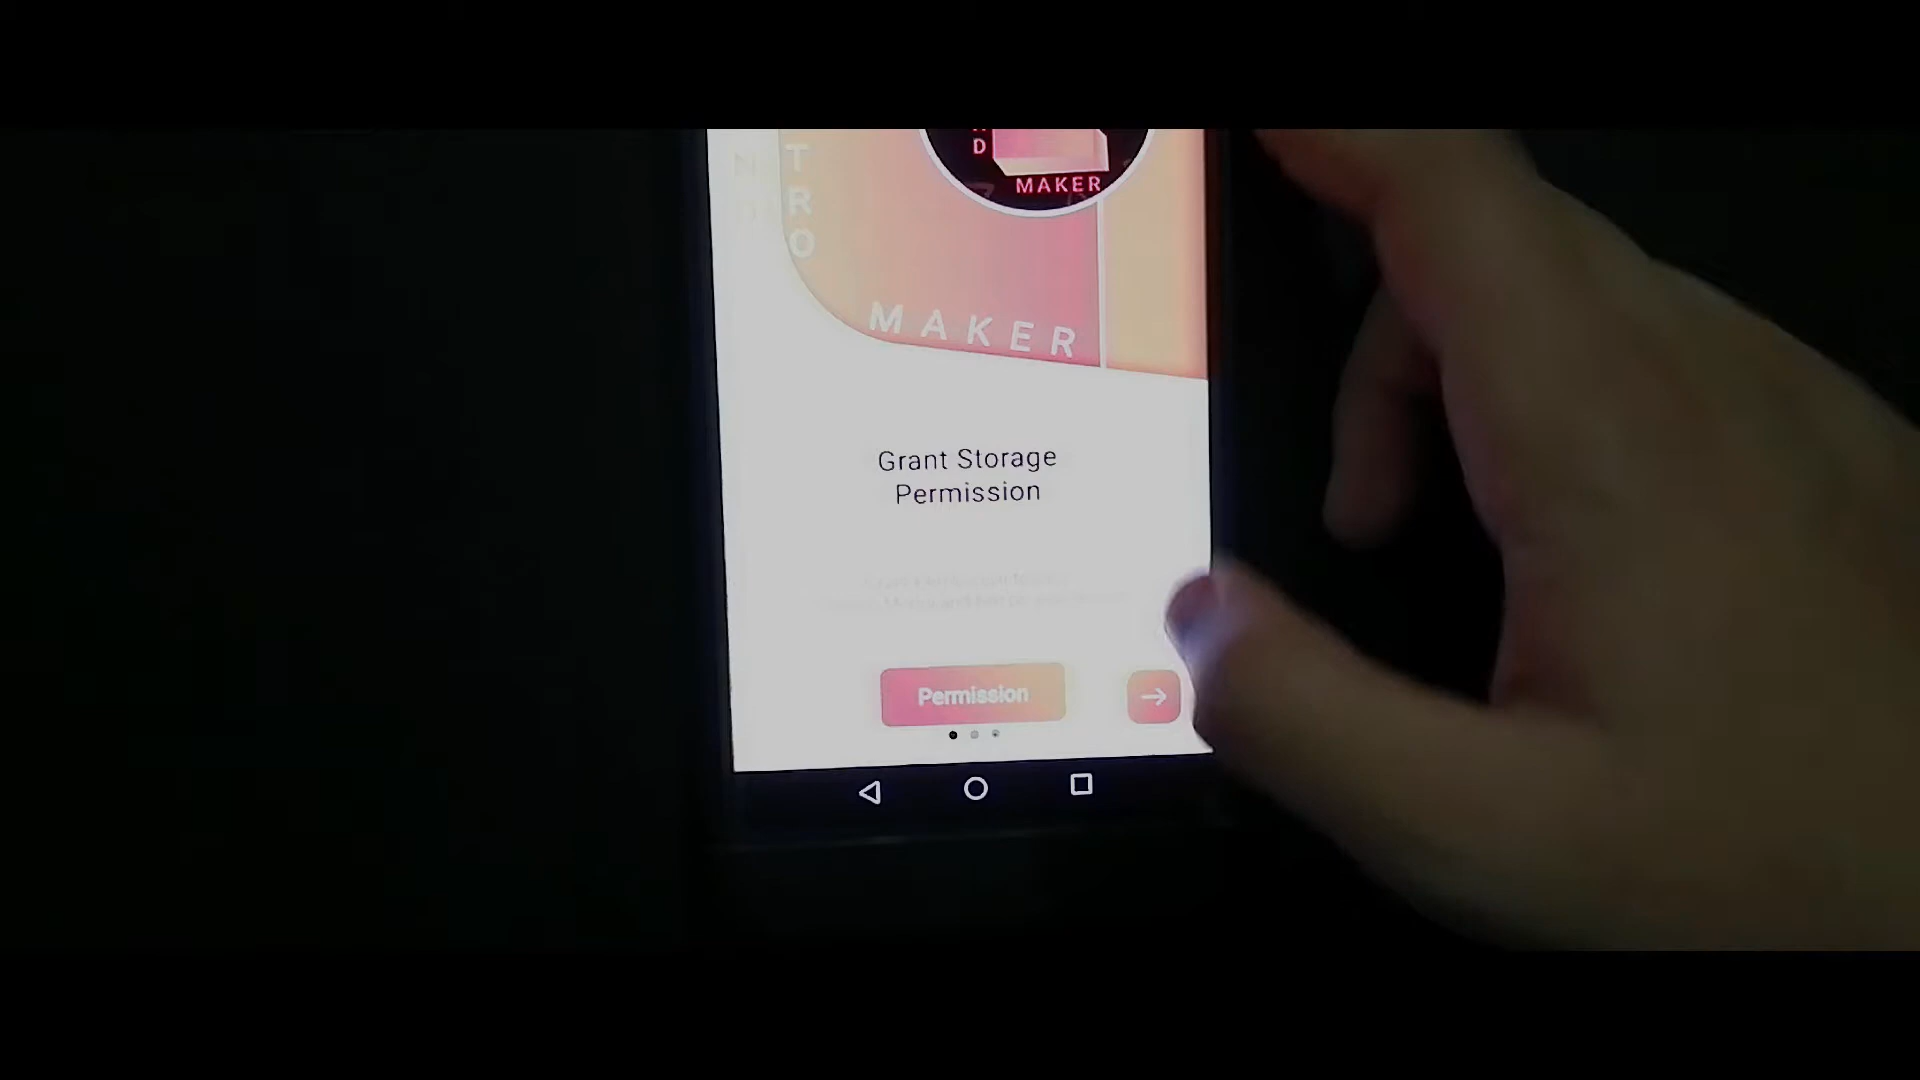 D
MAKER
TRO
MAKER
Grant Storage
Permission
Permission